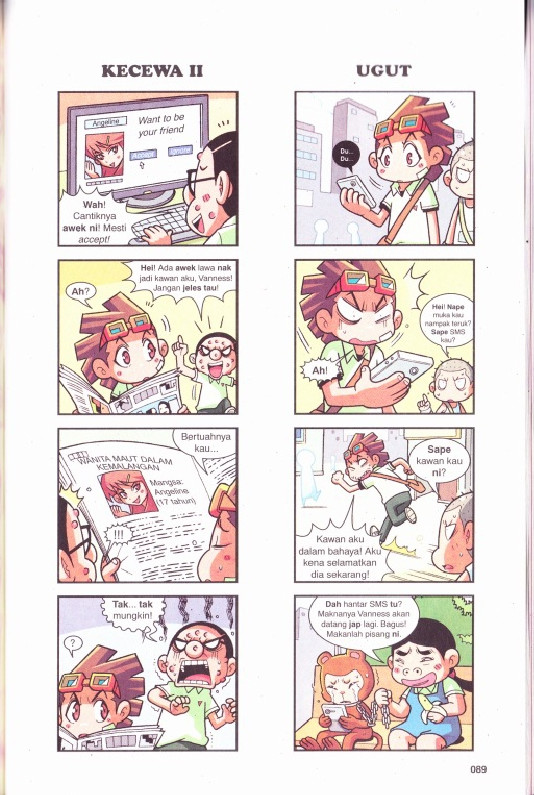 KECEWA II
Angeline
Want to be
your friend
Accept
Ignore
Wah!
Cantiknya
awek ni! Mesti
accept!
Hei! Ada awek lawa nak
jadi kawan aku, Vanness!
Jangan jeles tau!
Ah?
Bertuahnya
kau...
WANITA MAUT DALAM
KEMALANGAN
Mangsa:
Angeline
(17 tahun)
!!!
Tak... tak
mungkin!
?
UGUT
Du...
Du...
Hei! Nape
muka kau
nampak teruk?
Sape SMS
kau?
Ah!
Sape
kawan kau
ni?
Kawan aku
dalam bahaya! Aku
kena selamatkan
dia sekarang!
Dah hantar SMS tu?
Maknanya Vanness akan
datang jap lagi. Bagus!
Makanlah pisang ni.
089